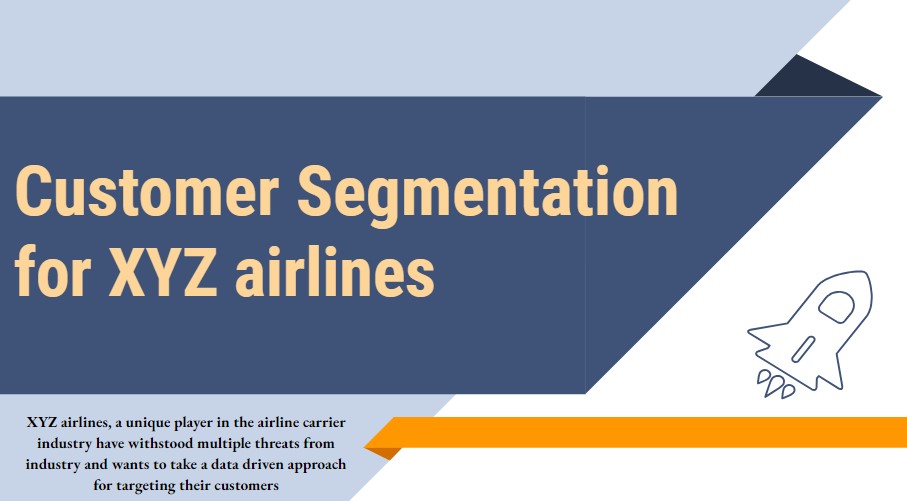 Customer Segmentation
for XYZ airlines
XYZ airlines, a unique player in the airline carrier
industry have withstood multiple threats from
industry and wants to take a data driven approach
for targeting their customers